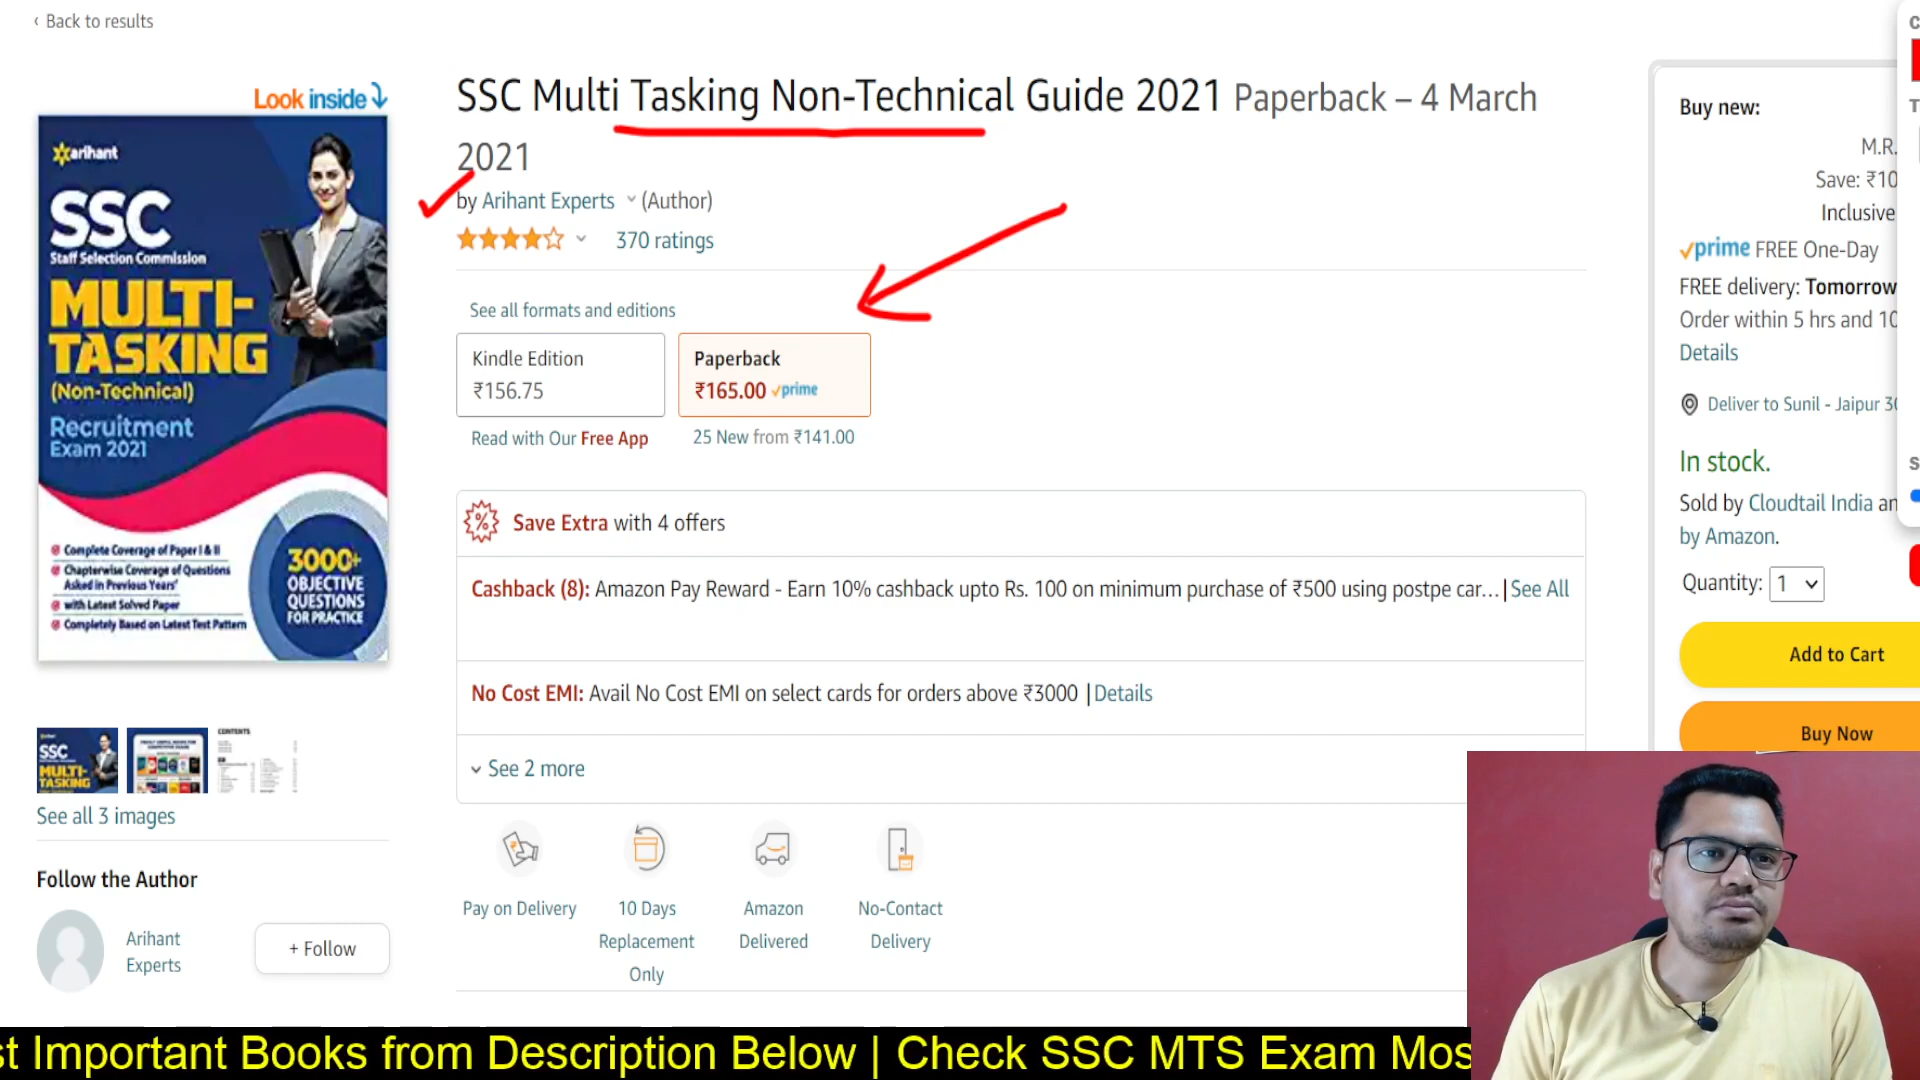 ‹ Back to results
Look inside
SSC Multi Tasking Non-Technical Guide 2021 Paperback – 4 March
2021
by Arihant Experts (Author)
370 ratings
arihant
SSC
Staff Selection Commission
MULTI-
TASKING
(Non-Technical)
Recruitment
Exam 2021
Complete Coverage of Paper I & II
Chapterwise Coverage of Questions
Asked in Previous Years'
with Latest Solved Paper
Completely Based on Latest Test Pattern
3000+
OBJECTIVE
QUESTIONS
FOR PRACTICE
See all formats and editions
Kindle Edition
₹156.75
Paperback
₹165.00 prime
Read with Our Free App
25 New from ₹141.00
Save Extra with 4 offers
Cashback (8): Amazon Pay Reward - Earn 10% cashback upto Rs. 100 on minimum purchase of ₹500 using postpe car... | See All
No Cost EMI: Avail No Cost EMI on select cards for orders above ₹3000 | Details
See 2 more
SSC
MULTI-
TASKING
CONTENTS
See all 3 images
Follow the Author
Arihant
Experts
+ Follow
Pay on Delivery
10 Days
Replacement
Only
Amazon
Delivered
No-Contact
Delivery
Buy new:
M.R.
Save: ₹10
Inclusive
prime FREE One-Day
FREE delivery: Tomorrow
Order within 5 hrs and 10
Details
Deliver to Sunil - Jaipur 30
In stock.
Sold by Cloudtail India an
by Amazon.
Quantity: 1
Add to Cart
Buy Now
st Important Books from Description Below | Check SSC MTS Exam Mos